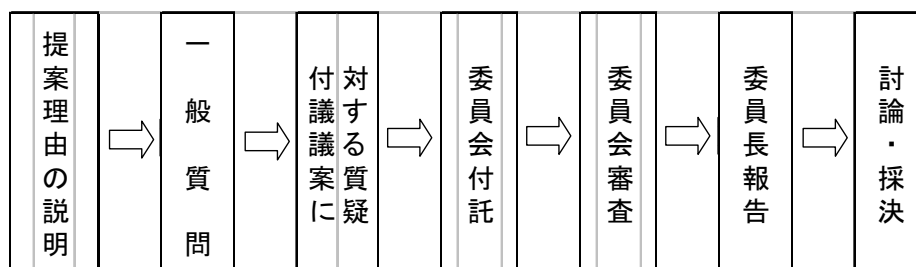 提案理由の説明
一般質問
付議議案に
対する質疑
委員会付託
委員会審査
委員長報告
討論・採決